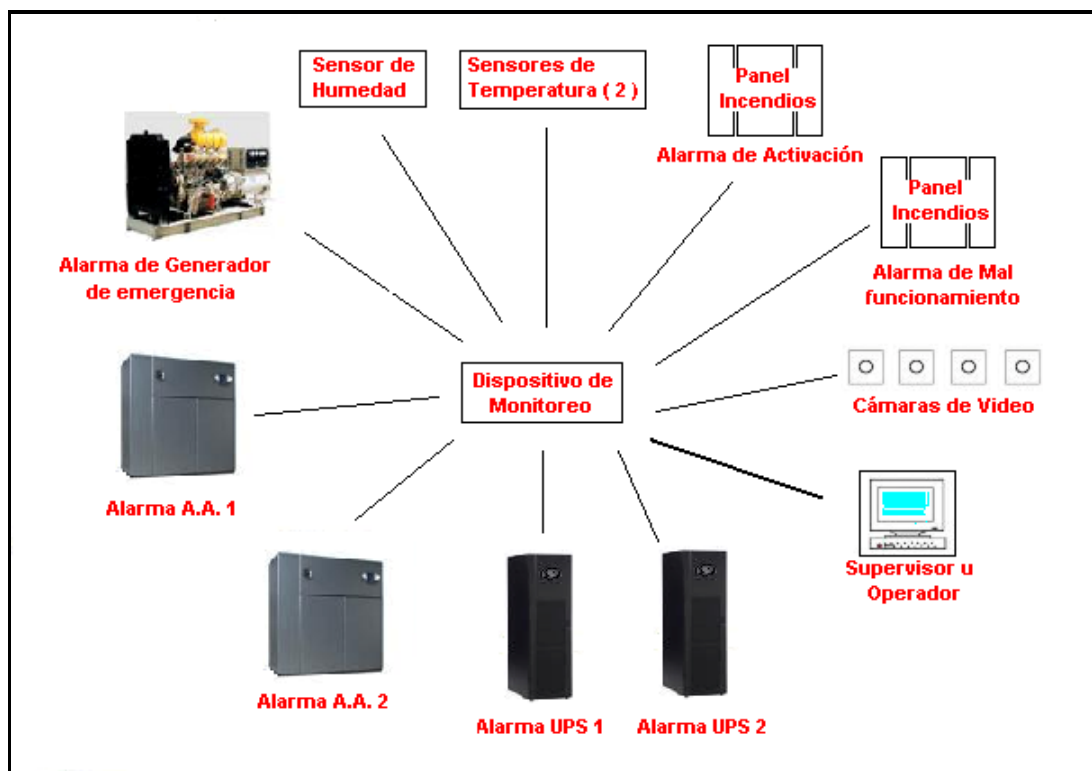 Sensor de
Humedad
Sensores de
Temperatura ( 2 )
Panel
Incendios
Alarma de Activación
Panel
Incendios
Alarma de Mal
funcionamiento
Alarma de Generador
de emergencia
Dispositivo de
Monitoreo
Cámaras de Video
Alarma A.A. 1
Supervisor u
Operador
Alarma A.A. 2
Alarma UPS 1
Alarma UPS 2